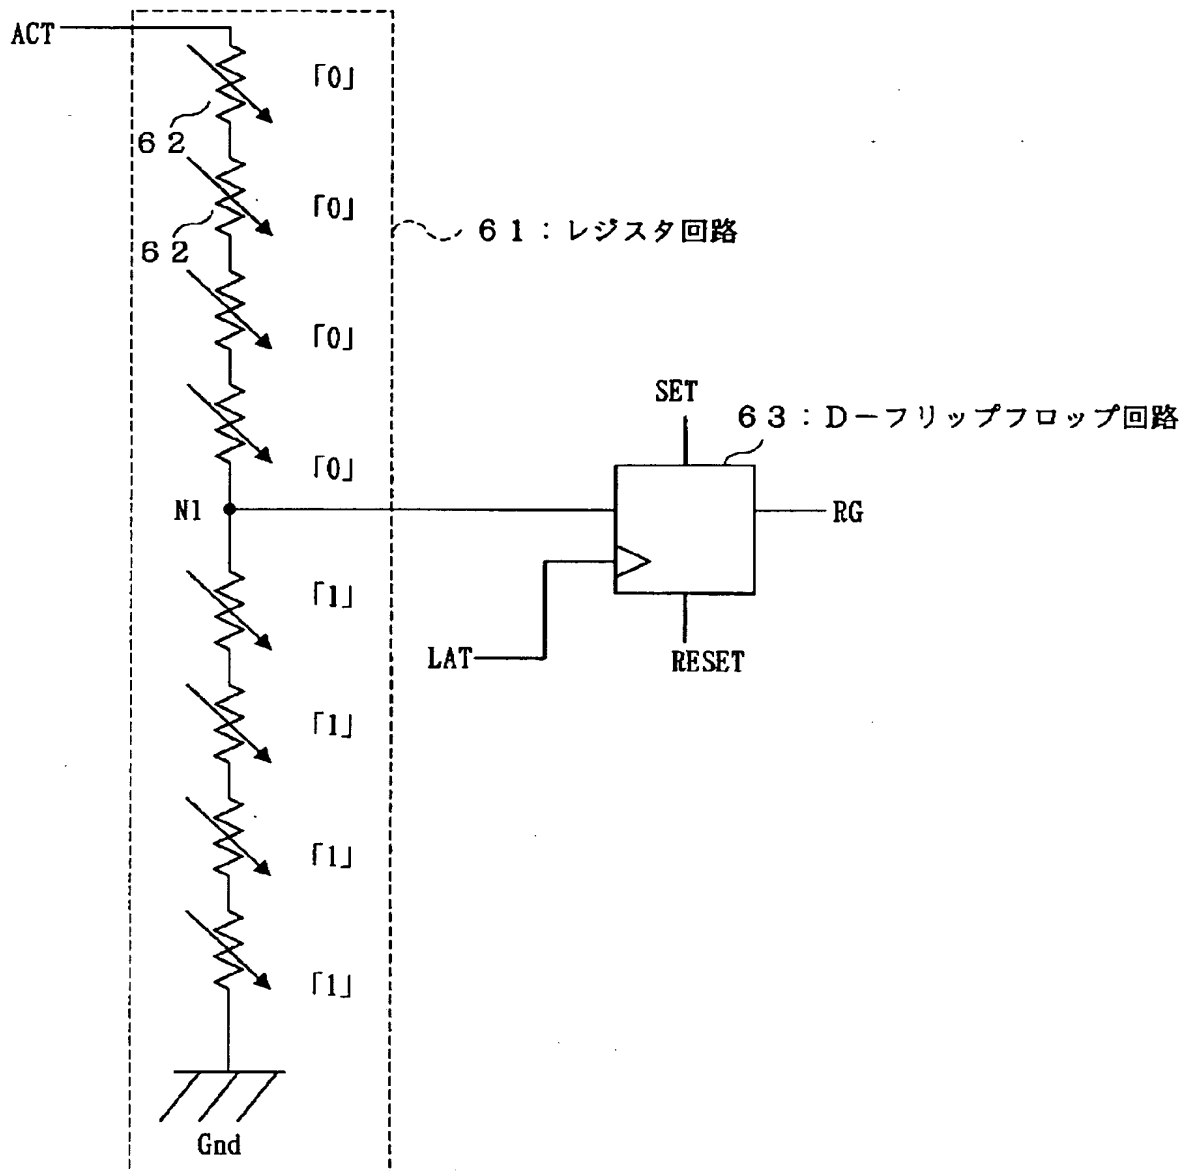 ACT
「0」
６２
「0」
６２
６１：レジスタ回路
「0」
SET
６３：Ｄ－フリップフロップ回路
「0」
N1
RG
「1」
LAT
RESET
「1」
「1」
「1」
Gnd